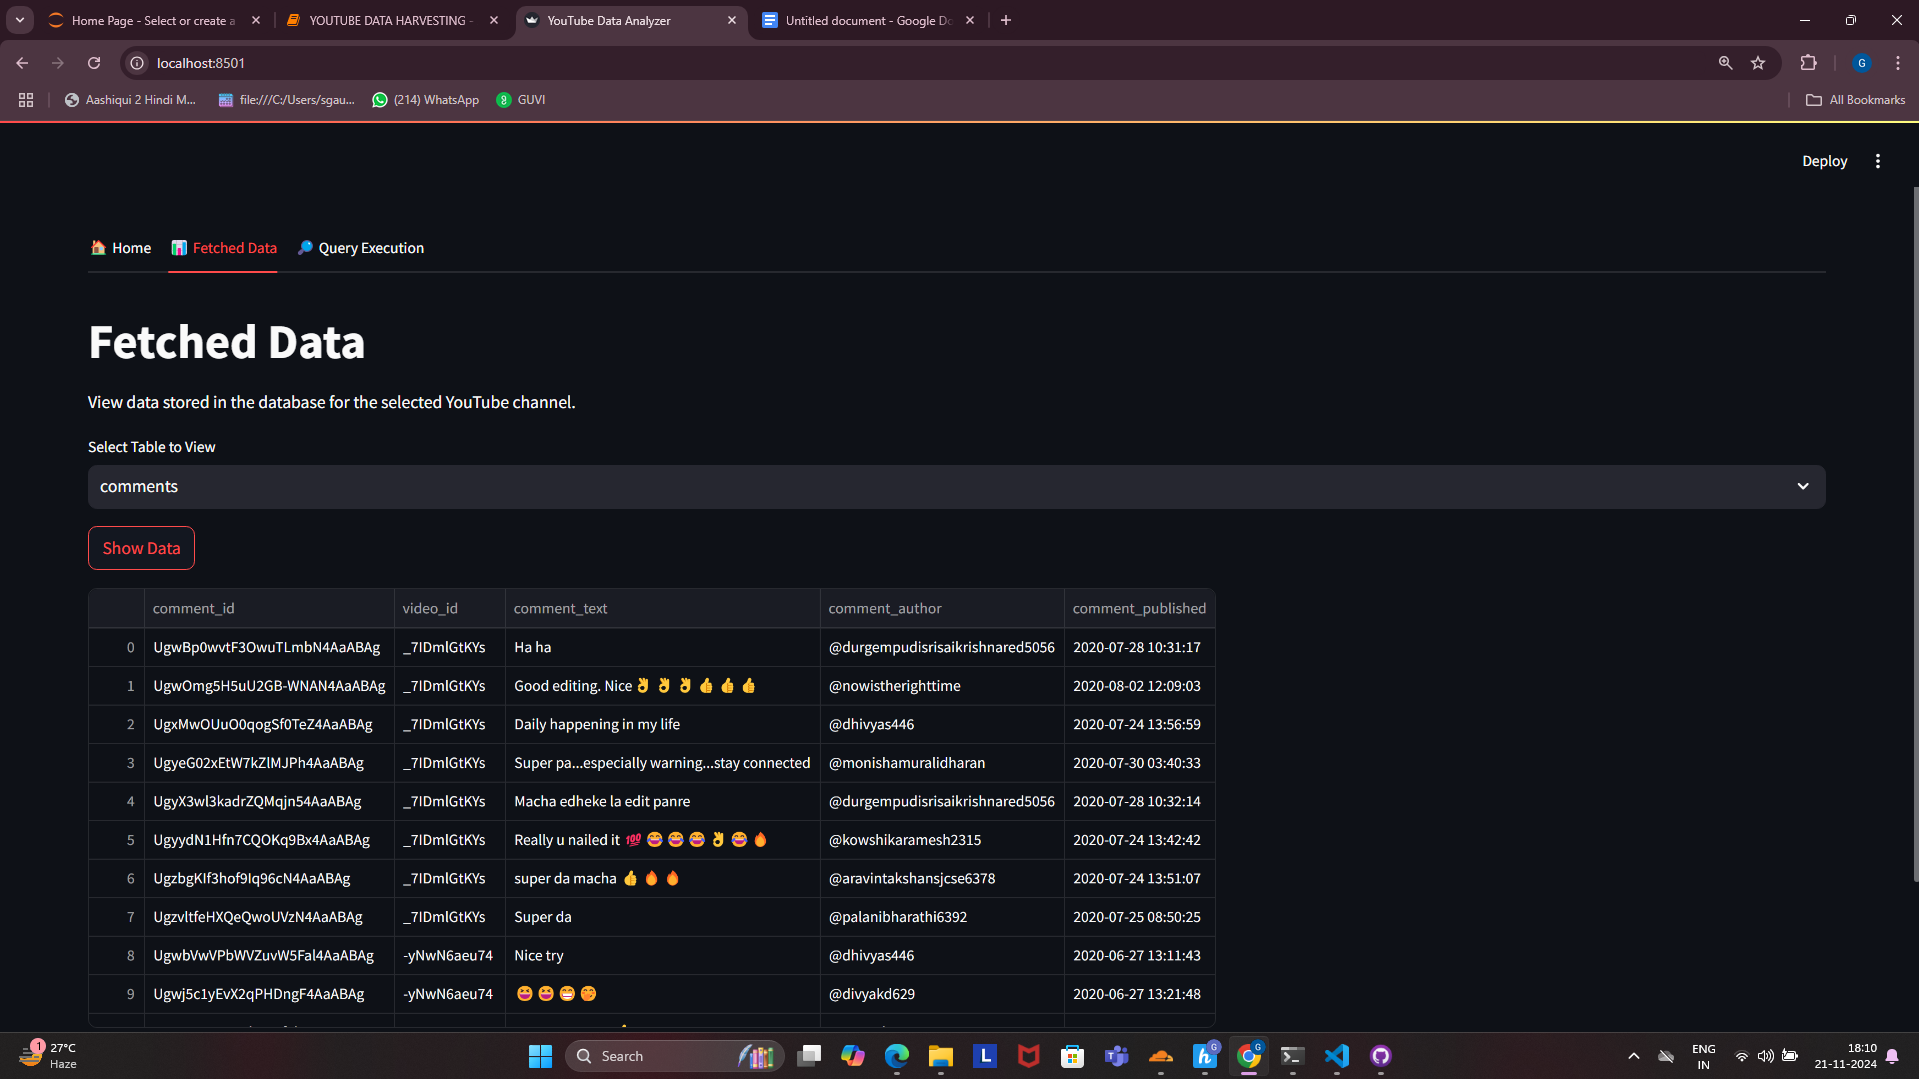 Home Page - Select or create a
YOUTUBE DATA HARVESTING -
YouTube Data Analyzer
Untitled document - Google Do
localhost:8501
G
Aashiqui 2 Hindi M...
file:///C:/Users/sgau...
(214) WhatsApp
GUVI
All Bookmarks
Deploy
Home
Fetched Data
Query Execution
Fetched Data
View data stored in the database for the selected YouTube channel.
Select Table to View
comments
Show Data
comment_id video_id comment_text comment_author comment_published
0 UgwBp0wvtF3OwuTLmbN4AaABAg _7IDmlGtKYs Ha ha @durgempudisrisaikrishnared5056 2020-07-28 10:31:17
1 UgwOmg5H5uU2GB-WNAN4AaABAg _7IDmlGtKYs Good editing. Nice👌👌👌👍👍👍 @nowistherighttime 2020-08-02 12:09:03
2 UgxMwOUuO0qogSf0TeZ4AaABAg _7IDmlGtKYs Daily happening in my life @dhivyas446 2020-07-24 13:56:59
3 UgyeG02xEtW7kZlMJPh4AaABAg _7IDmlGtKYs Super pa...especially warning...stay connected @monishamuralidharan 2020-07-30 03:40:33
4 UgyX3wl3kadrZQMqjn54AaABAg _7IDmlGtKYs Macha edheke la edit panre @durgempudisrisaikrishnared5056 2020-07-28 10:32:14
5 UgyydN1Hfn7CQOKq9Bx4AaABAg _7IDmlGtKYs Really u nailed it 💯😂😂😂👌😂🔥 @kowshikaramesh2315 2020-07-24 13:42:42
6 UgzbgKIf3hof9Iq96cN4AaABAg _7IDmlGtKYs super da macha 👍🔥🔥 @aravintakshansjcse6378 2020-07-24 13:51:07
7 UgzvltfeHXQeQwoUVzN4AaABAg _7IDmlGtKYs Super da @palanibharathi6392 2020-07-25 08:50:25
8 UgwbVwVPbWVZuvW5Fal4AaABAg -yNwN6aeu74 Nice try @dhivyas446 2020-06-27 13:11:43
9 Ugwj5c1yEvX2qPHDngF4AaABAg -yNwN6aeu74 😆😆😁🤭 @divyakd629 2020-06-27 13:21:48
1
27°C
Haze
Search
ENG
IN
18:10
21-11-2024